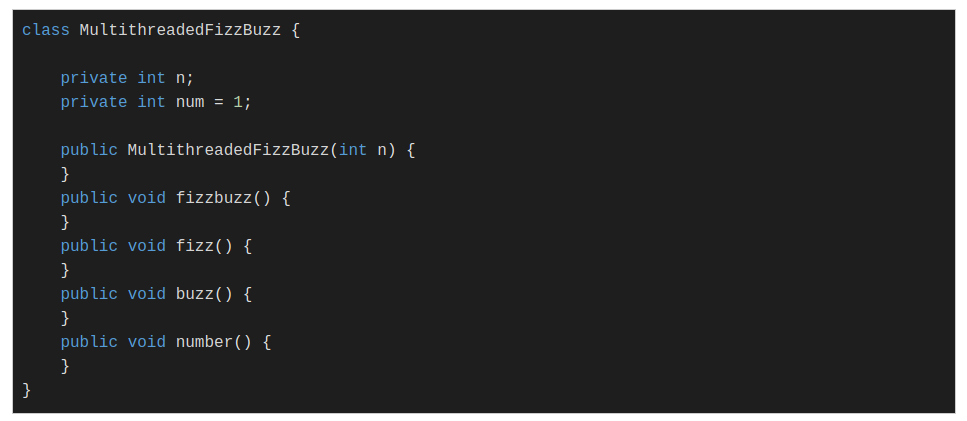 class MultithreadedFizzBuzz {
    private int n;
    private int num = 1;
    public MultithreadedFizzBuzz(int n) {
    }
    public void fizzbuzz() {
    }
    public void fizz() {
    }
    public void buzz() {
    }
    public void number() {
    }
}